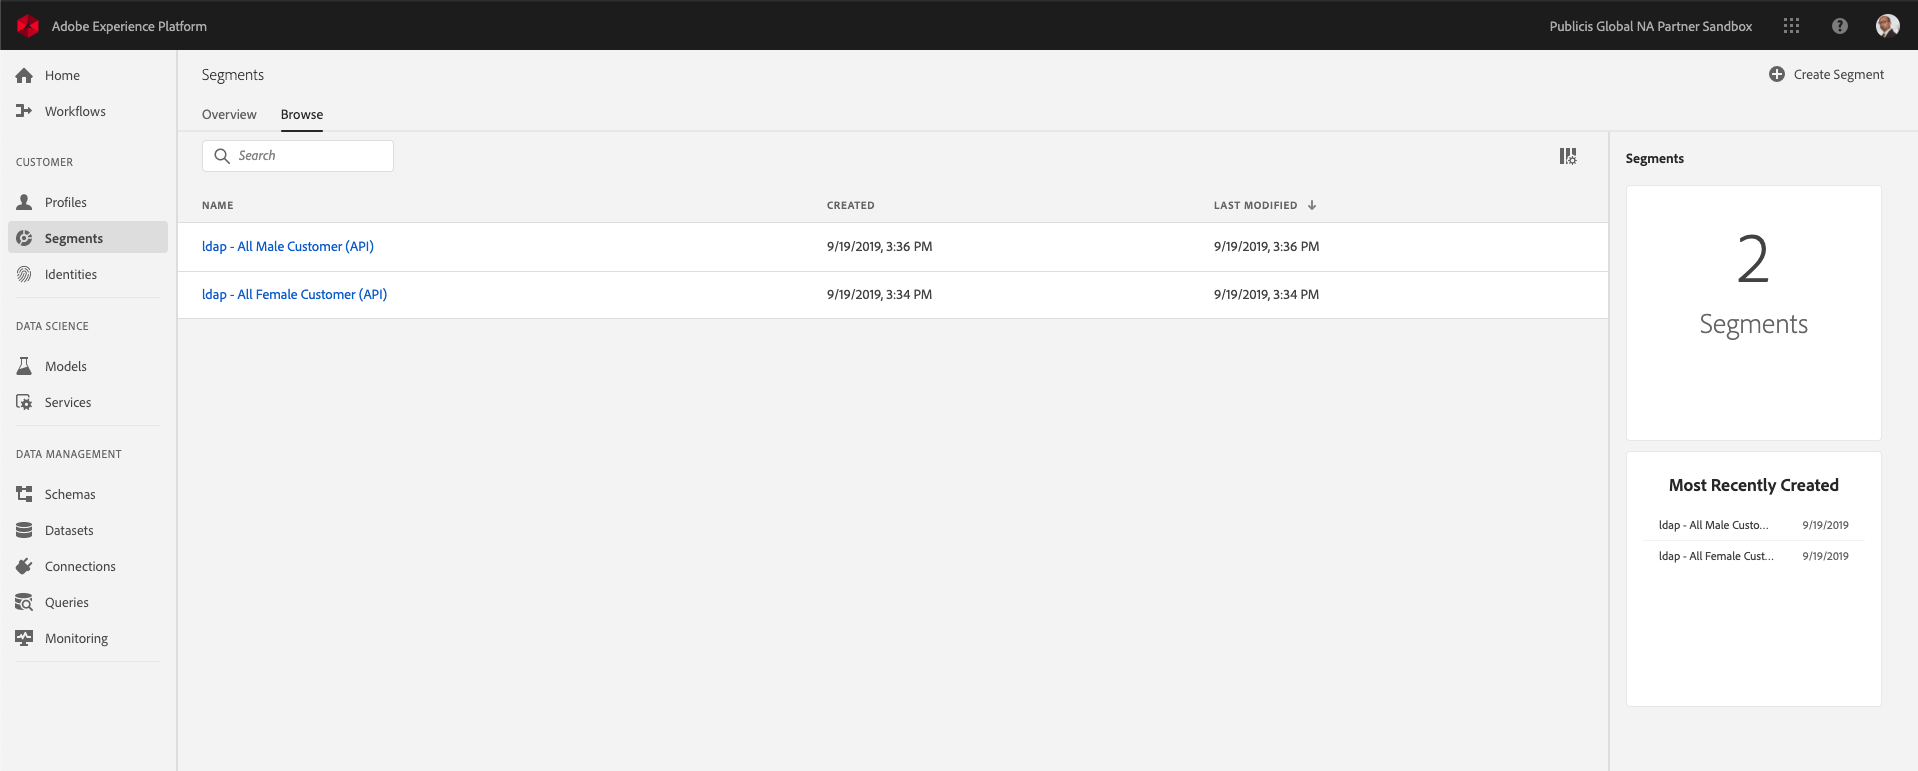 Adobe Experience Platform
Publicis Global NA Partner Sandbox
Home
Workflows
CUSTOMER
Profiles
Segments
Identities
DATA SCIENCE
Models
Services
DATA MANAGEMENT
Schemas
Datasets
Connections
Queries
Monitoring
Segments
Create Segment
Overview Browse
Search
NAME CREATED LAST MODIFIED
ldap - All Male Customer (API) 9/19/2019, 3:36 PM 9/19/2019, 3:36 PM
ldap - All Female Customer (API) 9/19/2019, 3:34 PM 9/19/2019, 3:34 PM
Segments
2
Segments
Most Recently Created
ldap - All Male Custo... 9/19/2019
ldap - All Female Cust... 9/19/2019